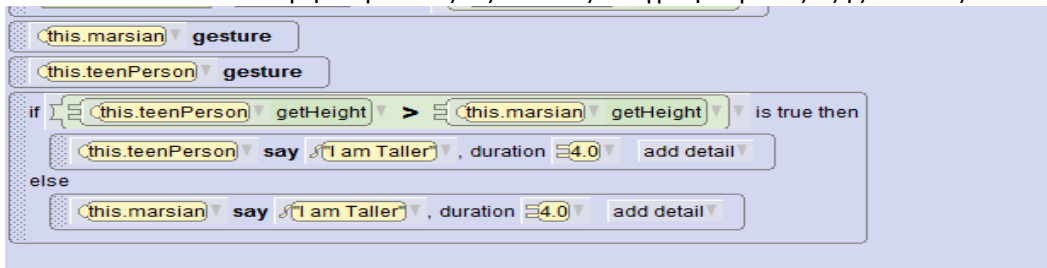 this.marsian gesture
this.teenPerson gesture
if this.teenPerson getHeight > this.marsian getHeight is true then
this.teenPerson say "I am Taller" , duration 4.0 add detail
else
this.marsian say "I am Taller" , duration 4.0 add detail